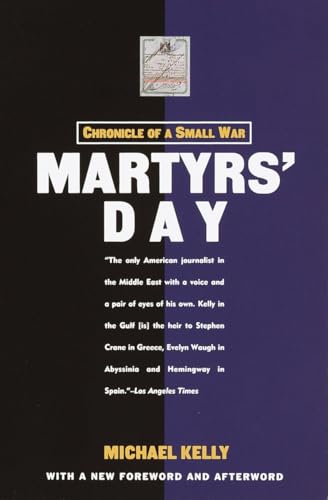 CHRONICLE OF A SMALL WAR
MARTYRS’
DAY
“The only American journalist in
the Middle East with a voice and
a pair of eyes of his own. Kelly in
the Gulf [is] the heir to Stephen
Crane in Greece, Evelyn Waugh in
Abyssinia and Hemingway in
Spain.”–Los Angeles Times
MICHAEL KELLY
WITH A NEW FOREWORD AND AFTERWORD